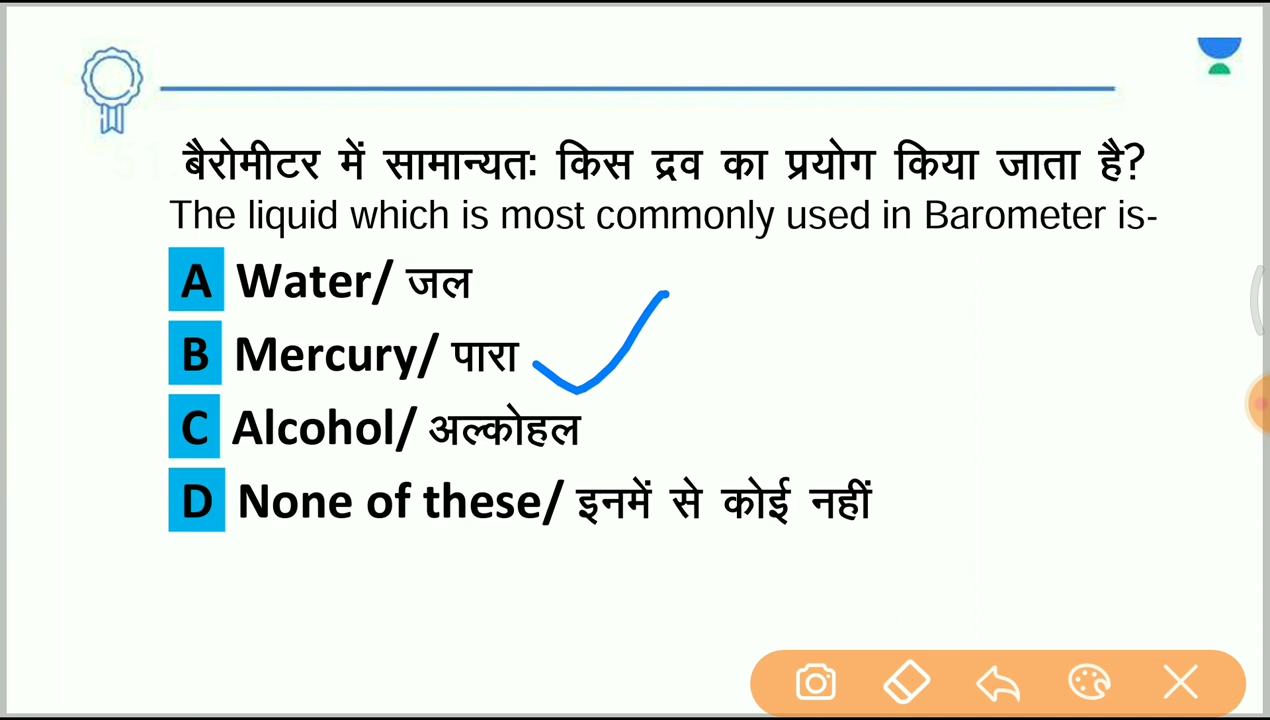 बैरोमीटर में सामान्यतः किस द्रव का प्रयोग किया जाता है?
The liquid which is most commonly used in Barometer is-
A Water/ जल
B Mercury/ पारा
C Alcohol/ अल्कोहल
D None of these/ इनमें से कोई नहीं